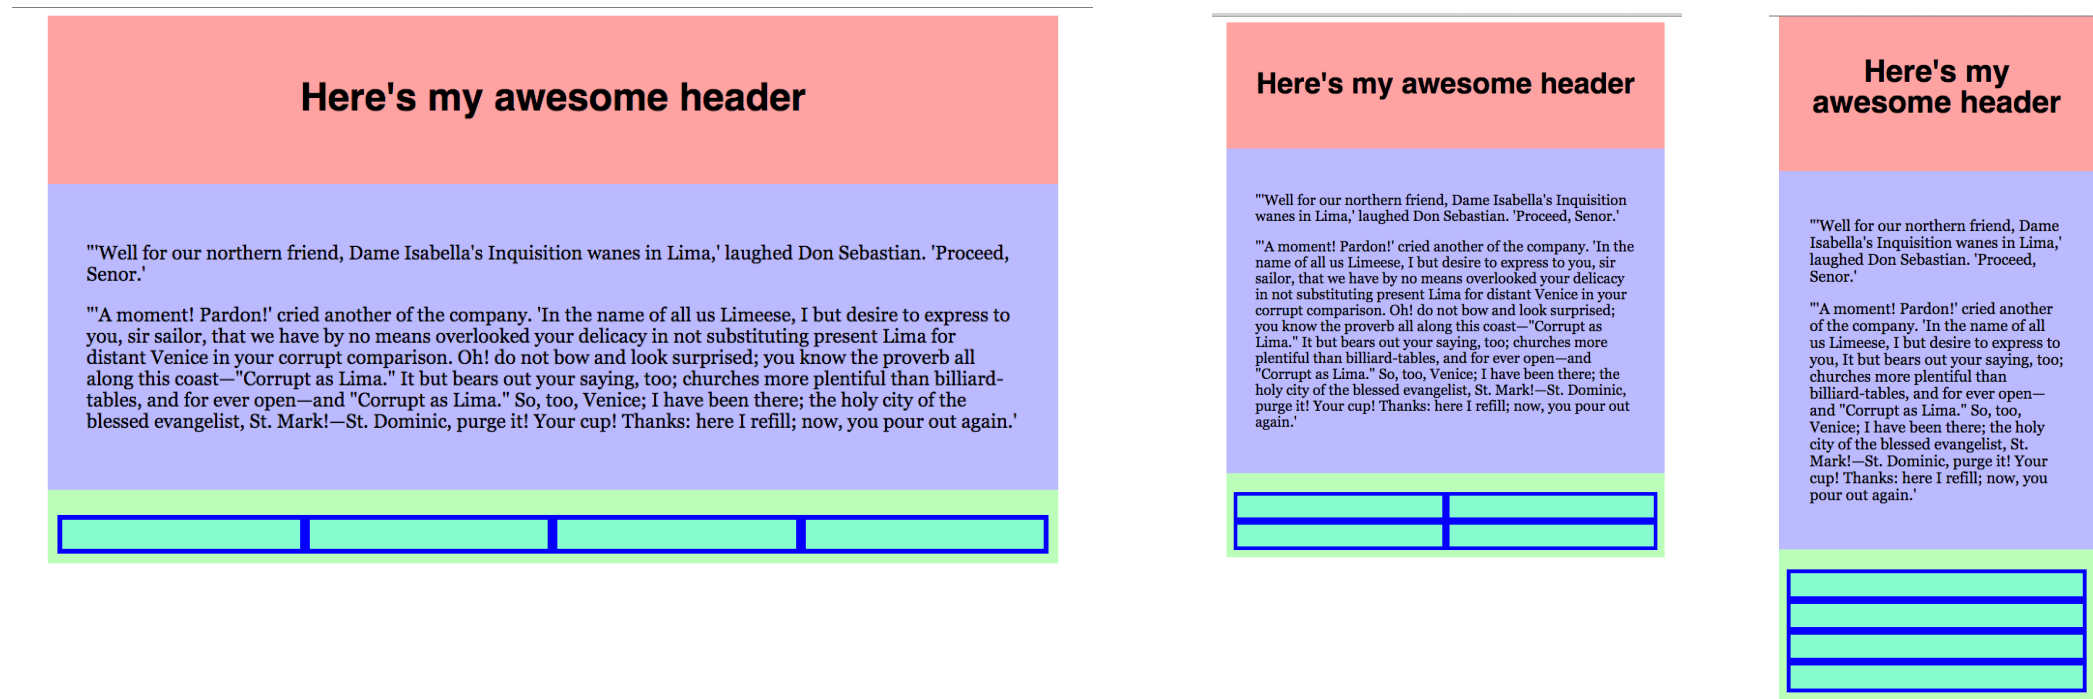 Here's my awesome header
"'Well for our northern friend, Dame Isabella's Inquisition wanes in Lima,' laughed Don Sebastian. 'Proceed,
Senor.'
"'A moment! Pardon!' cried another of the company. 'In the name of all us Limeese, I but desire to express to
you, sir sailor, that we have by no means overlooked your delicacy in not substituting present Lima for
distant Venice in your corrupt comparison. Oh! do not bow and look surprised; you know the proverb all
along this coast—"Corrupt as Lima." It but bears out your saying, too; churches more plentiful than billiard-
tables, and for ever open—and "Corrupt as Lima." So, too, Venice; I have been there; the holy city of the
blessed evangelist, St. Mark!—St. Dominic, purge it! Your cup! Thanks: here I refill; now, you pour out again.'
Here's my awesome header
"'Well for our northern friend, Dame Isabella's Inquisition
wanes in Lima,' laughed Don Sebastian. 'Proceed, Senor.'
"'A moment! Pardon!' cried another of the company. 'In the
name of all us Limeese, I but desire to express to you, sir
sailor, that we have by no means overlooked your delicacy
in not substituting present Lima for distant Venice in your
corrupt comparison. Oh! do not bow and look surprised;
you know the proverb all along this coast—"Corrupt as
Lima." It but bears out your saying, too; churches more
plentiful than billiard-tables, and for ever open—and
"Corrupt as Lima." So, too, Venice; I have been there; the
holy city of the blessed evangelist, St. Mark!—St. Dominic,
purge it! Your cup! Thanks: here I refill; now, you pour out
again.'
Here's my
awesome header
"'Well for our northern friend, Dame
Isabella's Inquisition wanes in Lima,'
laughed Don Sebastian. 'Proceed,
Senor.'
"'A moment! Pardon!' cried another
of the company. 'In the name of all
us Limeese, I but desire to express to
you, It but bears out your saying, too;
churches more plentiful than
billiard-tables, and for ever open—
and "Corrupt as Lima." So, too,
Venice; I have been there; the holy
city of the blessed evangelist, St.
Mark!—St. Dominic, purge it! Your
cup! Thanks: here I refill; now, you
pour out again.'